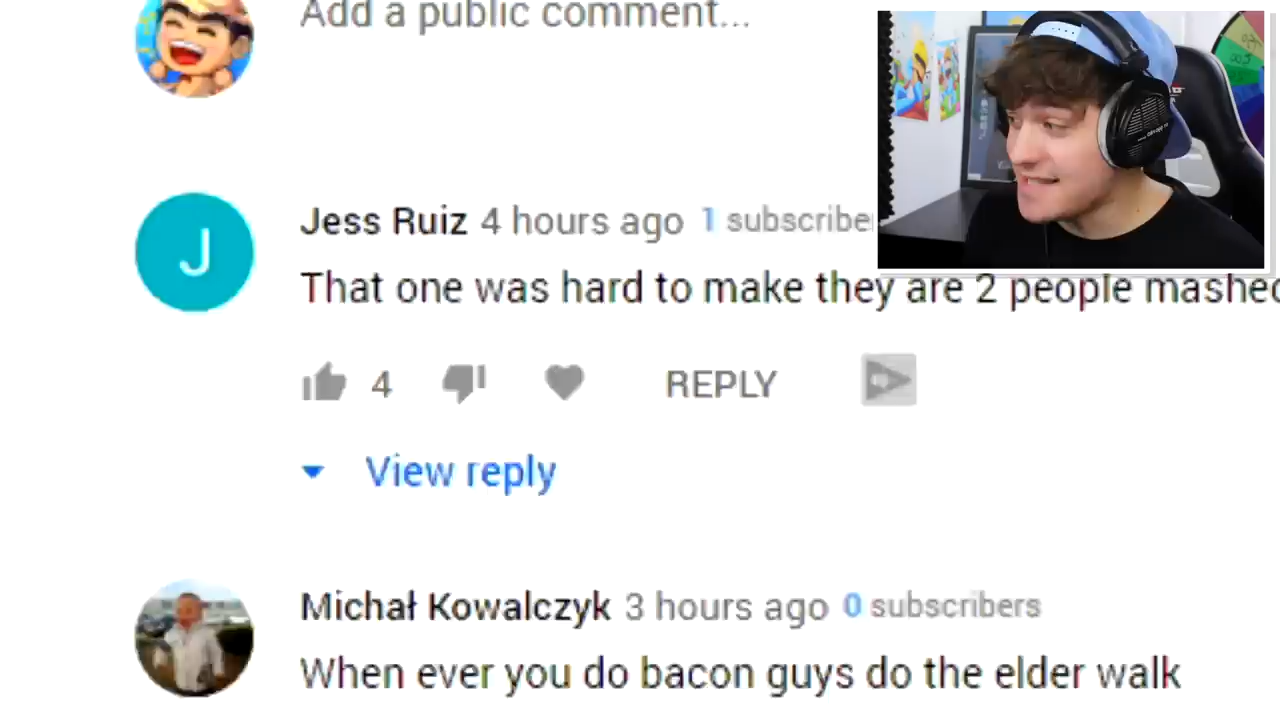 Add a public comment...
J
Jess Ruiz 4 hours ago 1 subscribe
That one was hard to make they are 2 people mashed
4 REPLY
View reply
Michał Kowalczyk 3 hours ago 0 subscribers
When ever you do bacon guys do the elder walk